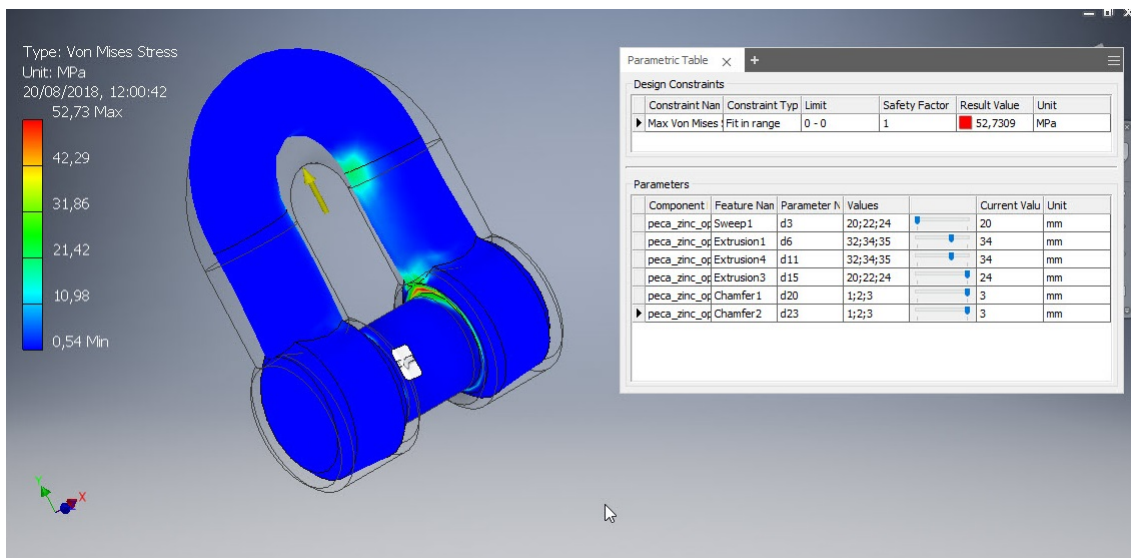 Type: Von Mises Stress
Unit: MPa
20/08/2018, 12:00:42
52,73 Max
42,29
31,86
21,42
10,98
0,54 Min
Parametric Table
Design Constraints
Constraint Nan Constraint Typ Limit Safety Factor Result Value Unit
Max Von Mises S Fit in range 0 - 0 1 52,7309 MPa
Parameters
Component Feature Nan Parameter N Values Current Valu Unit
peca_zinc_op Sweep1 d3 20;22;24 20 mm
peca_zinc_op Extrusion1 d6 32;34;35 34 mm
peca_zinc_op Extrusion4 d11 32;34;35 34 mm
peca_zinc_op Extrusion3 d15 20;22;24 24 mm
peca_zinc_op Chamfer1 d20 1;2;3 3 mm
peca_zinc_op Chamfer2 d23 1;2;3 3 mm
Y
X